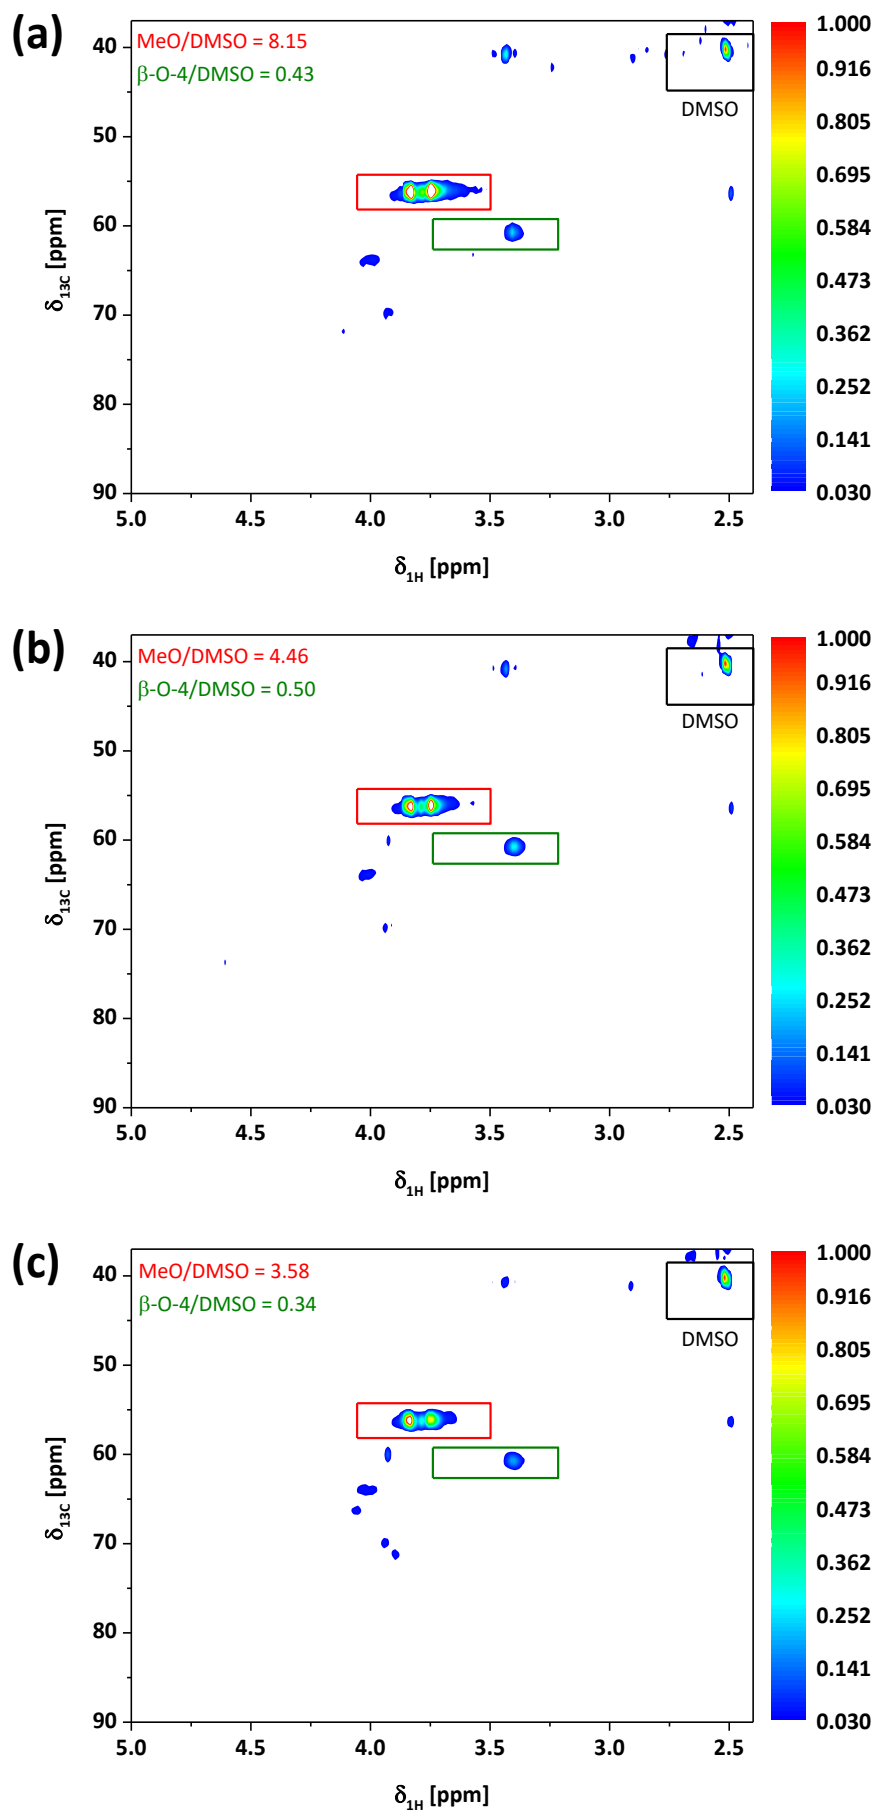 (a)
MeO/DMSO = 8.15
β-O-4/DMSO = 0.43
DMSO
40
50
60
70
80
90
δ13C [ppm]
5.0 4.5 4.0 3.5 3.0 2.5
δ1H [ppm]
1.000
0.916
0.805
0.695
0.584
0.473
0.362
0.252
0.141
0.030
(b)
MeO/DMSO = 4.46
β-O-4/DMSO = 0.50
DMSO
40
50
60
70
80
90
δ13C [ppm]
5.0 4.5 4.0 3.5 3.0 2.5
δ1H [ppm]
1.000
0.916
0.805
0.695
0.584
0.473
0.362
0.252
0.141
0.030
(c)
MeO/DMSO = 3.58
β-O-4/DMSO = 0.34
DMSO
40
50
60
70
80
90
δ13C [ppm]
5.0 4.5 4.0 3.5 3.0 2.5
δ1H [ppm]
1.000
0.916
0.805
0.695
0.584
0.473
0.362
0.252
0.141
0.030